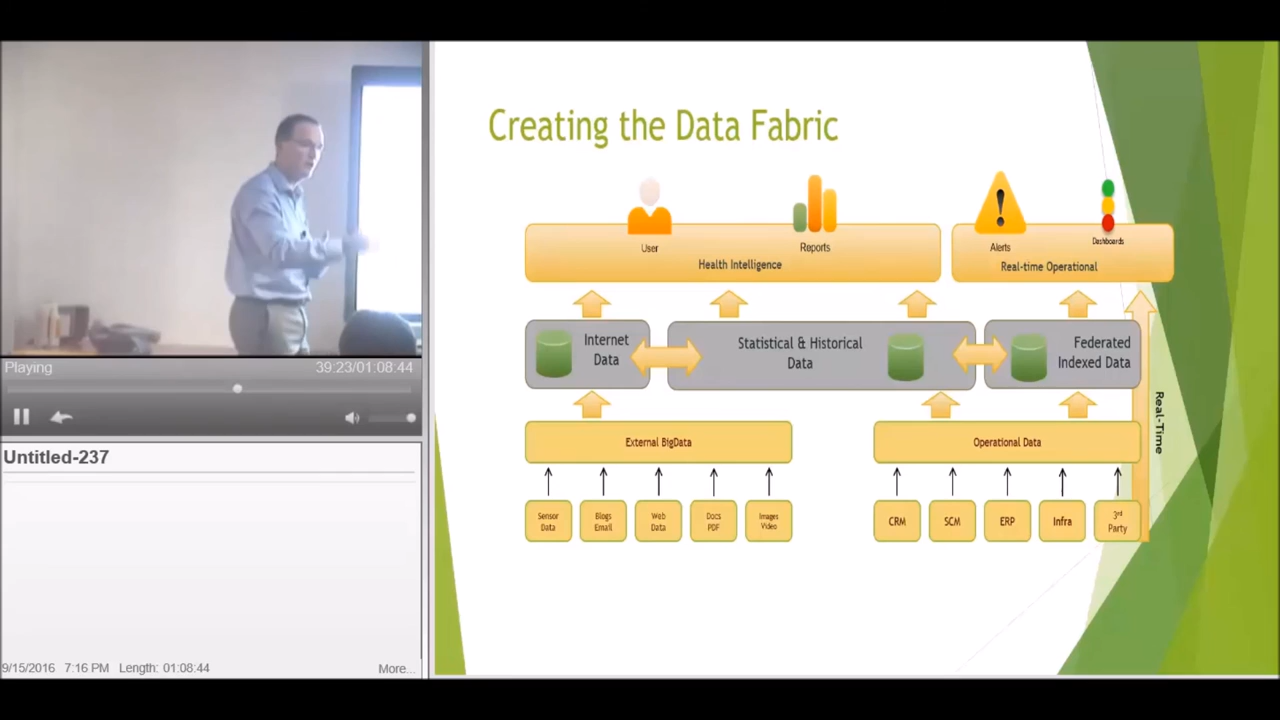 Creating the Data Fabric
User
Reports
Health Intelligence
Alerts
Dashboards
Real-time Operational
Internet
Data
Statistical & Historical
Data
Federated
Indexed Data
External BigData
Operational Data
Real-Time
Sensor
Data
Blogs
Email
Web
Data
Docs
PDF
Images
Video
CRM
SCM
ERP
Infra
3rd
Party
Playing
39:23/01:08:44
Untitled-237
9/15/2016 7:16 PM Length: 01:08:44
More...